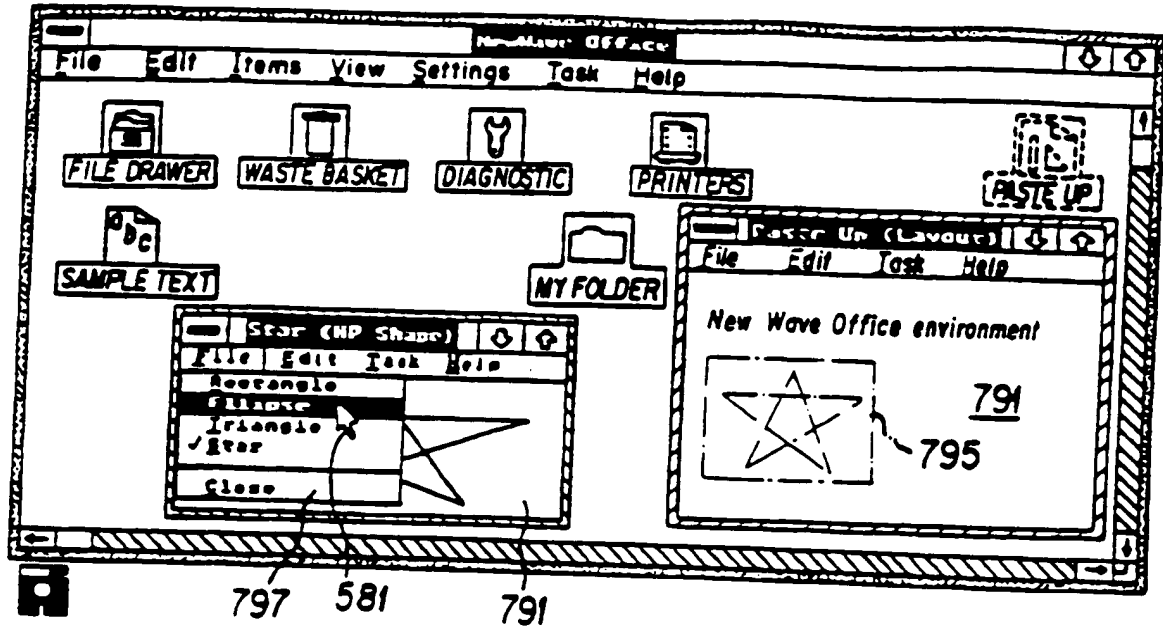 NewWave Office
File Edit Items View Settings Task Help
FILE DRAWER
WASTE BASKET
DIAGNOSTIC
PRINTERS
PASTE UP
abc
SAMPLE TEXT
MY FOLDER
Paste Up (Layout)
File Edit Task Help
New Wave Office environment
791
795
Star (HP Shape)
File Edit Task Help
Rectangle
Ellipse
Triangle
✓Star
Close
797
581
791